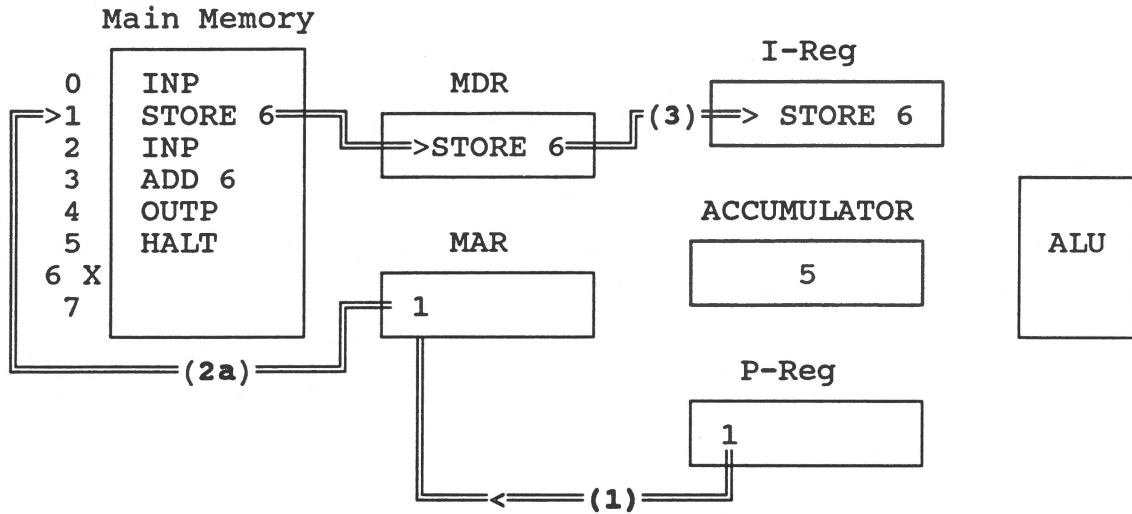 Main Memory
I-Reg
0 INP
MDR
>1 STORE 6
>STORE 6
(3)
> STORE 6
2 INP
3 ADD 6
4 OUTP
ACCUMULATOR
5 HALT
MAR
ALU
6 X
5
7
1
(2a)
P-Reg
1
<
(1)